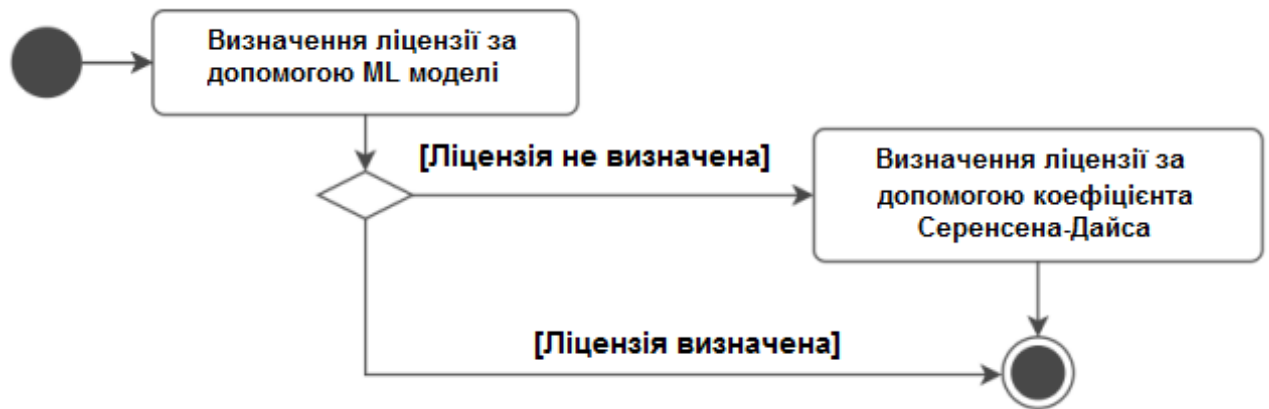 Визначення ліцензії за
допомогою ML моделі
[Ліцензія не визначена]
Визначення ліцензії за
допомогою коефіцієнта
Серенсена-Дайса
[Ліцензія визначена]